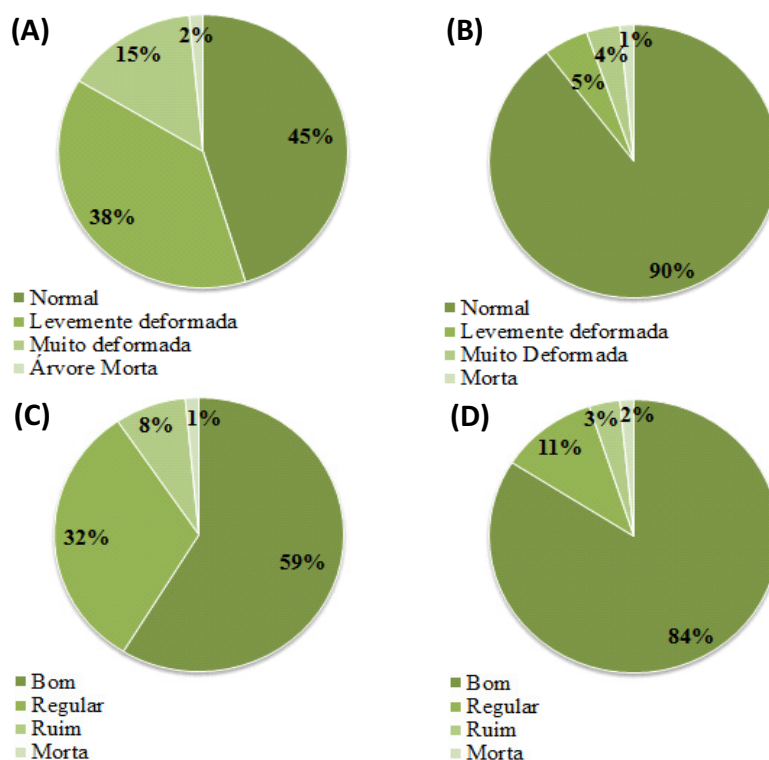 (A)
2%
15%
45%
38%
Normal
Levemente deformada
Muito deformada
Árvore Morta
(B)
1%
4%
5%
90%
Normal
Levemente deformada
Muito Deformada
Morta
(C)
1%
8%
32%
59%
Bom
Regular
Ruim
Morta
(D)
2%
3%
11%
84%
Bom
Regular
Ruim
Morta